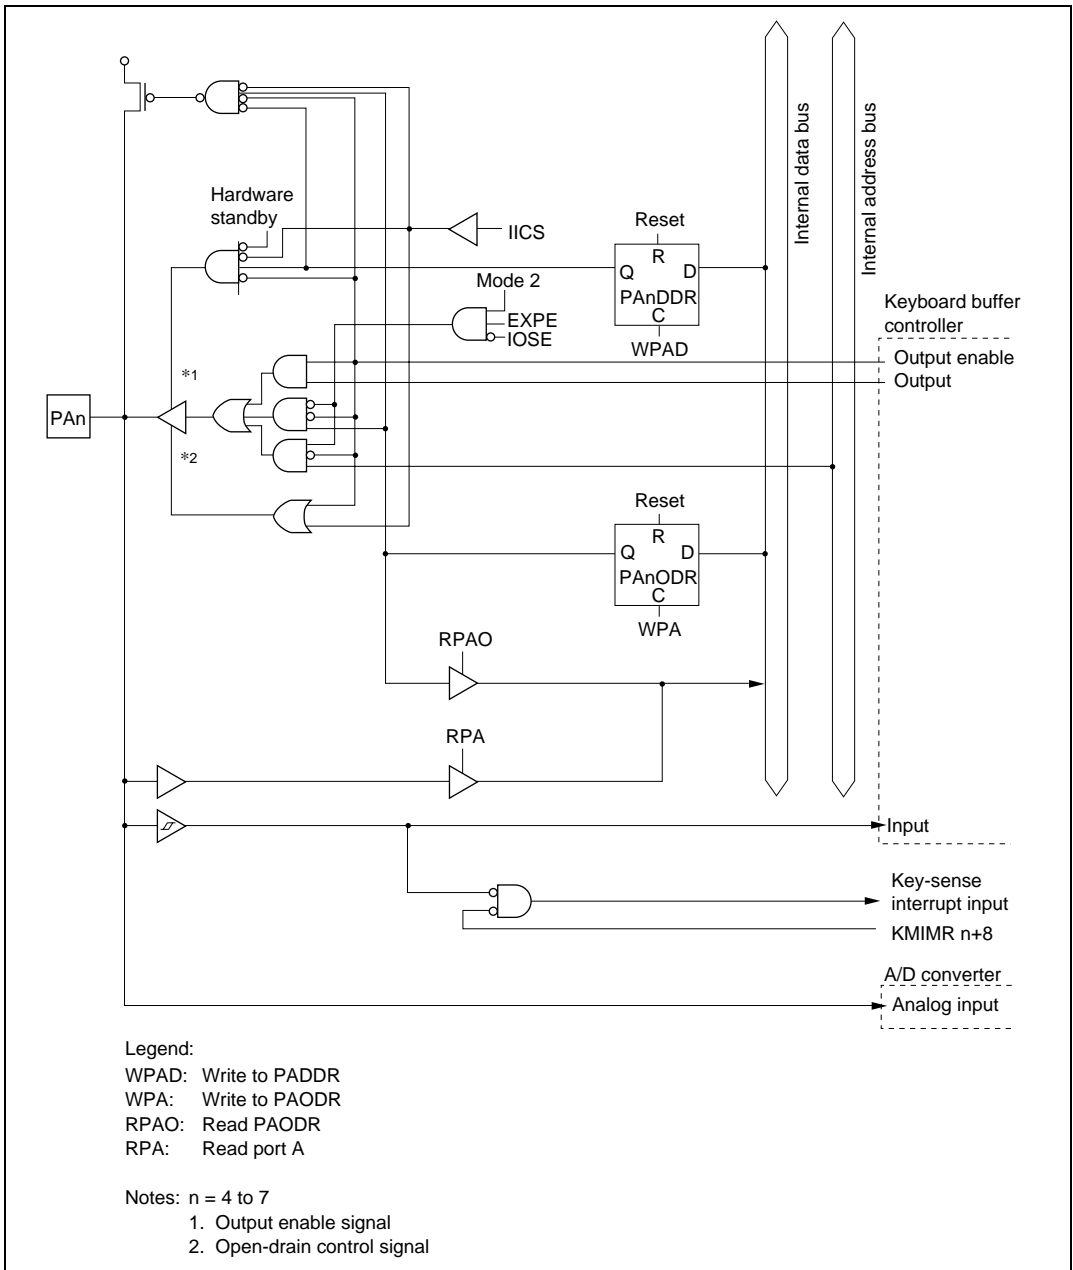 Hardware
standby
IICS
Reset
R
Q D
PAnDDR
C
WPAD
Mode 2
EXPE
IOSE
Internal data bus
Internal address bus
Keyboard buffer
controller
Output enable
Output
*1
PAn
*2
Reset
R
Q D
PAnODR
C
WPA
RPAO
RPA
Input
Key-sense
interrupt input
KMIMR n+8
A/D converter
Analog input
Legend:
WPAD: Write to PADDR
WPA: Write to PAODR
RPAO: Read PAODR
RPA: Read port A
Notes: n = 4 to 7
1. Output enable signal
2. Open-drain control signal